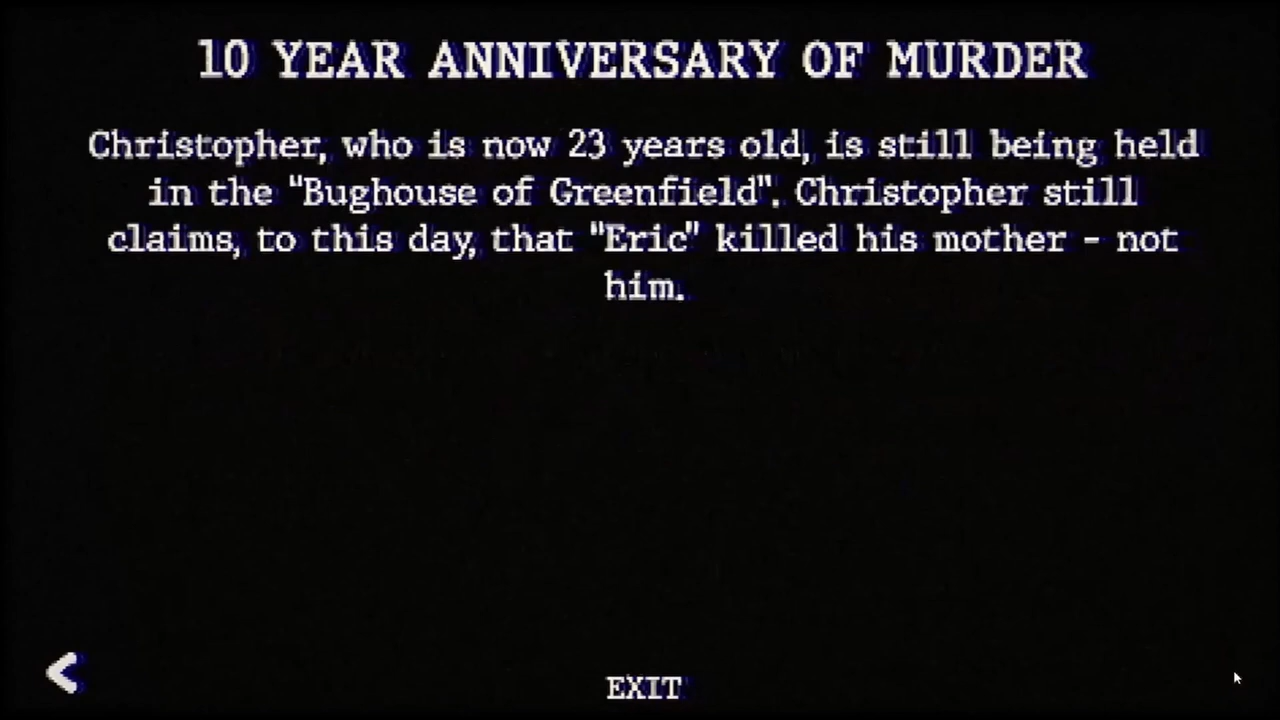 10 YEAR ANNIVERSARY OF MURDER
Christopher, who is now 23 years old, is still being held
in the "Bughouse of Greenfield". Christopher still
claims, to this day, that "Eric" killed his mother - not
him.
<
EXIT